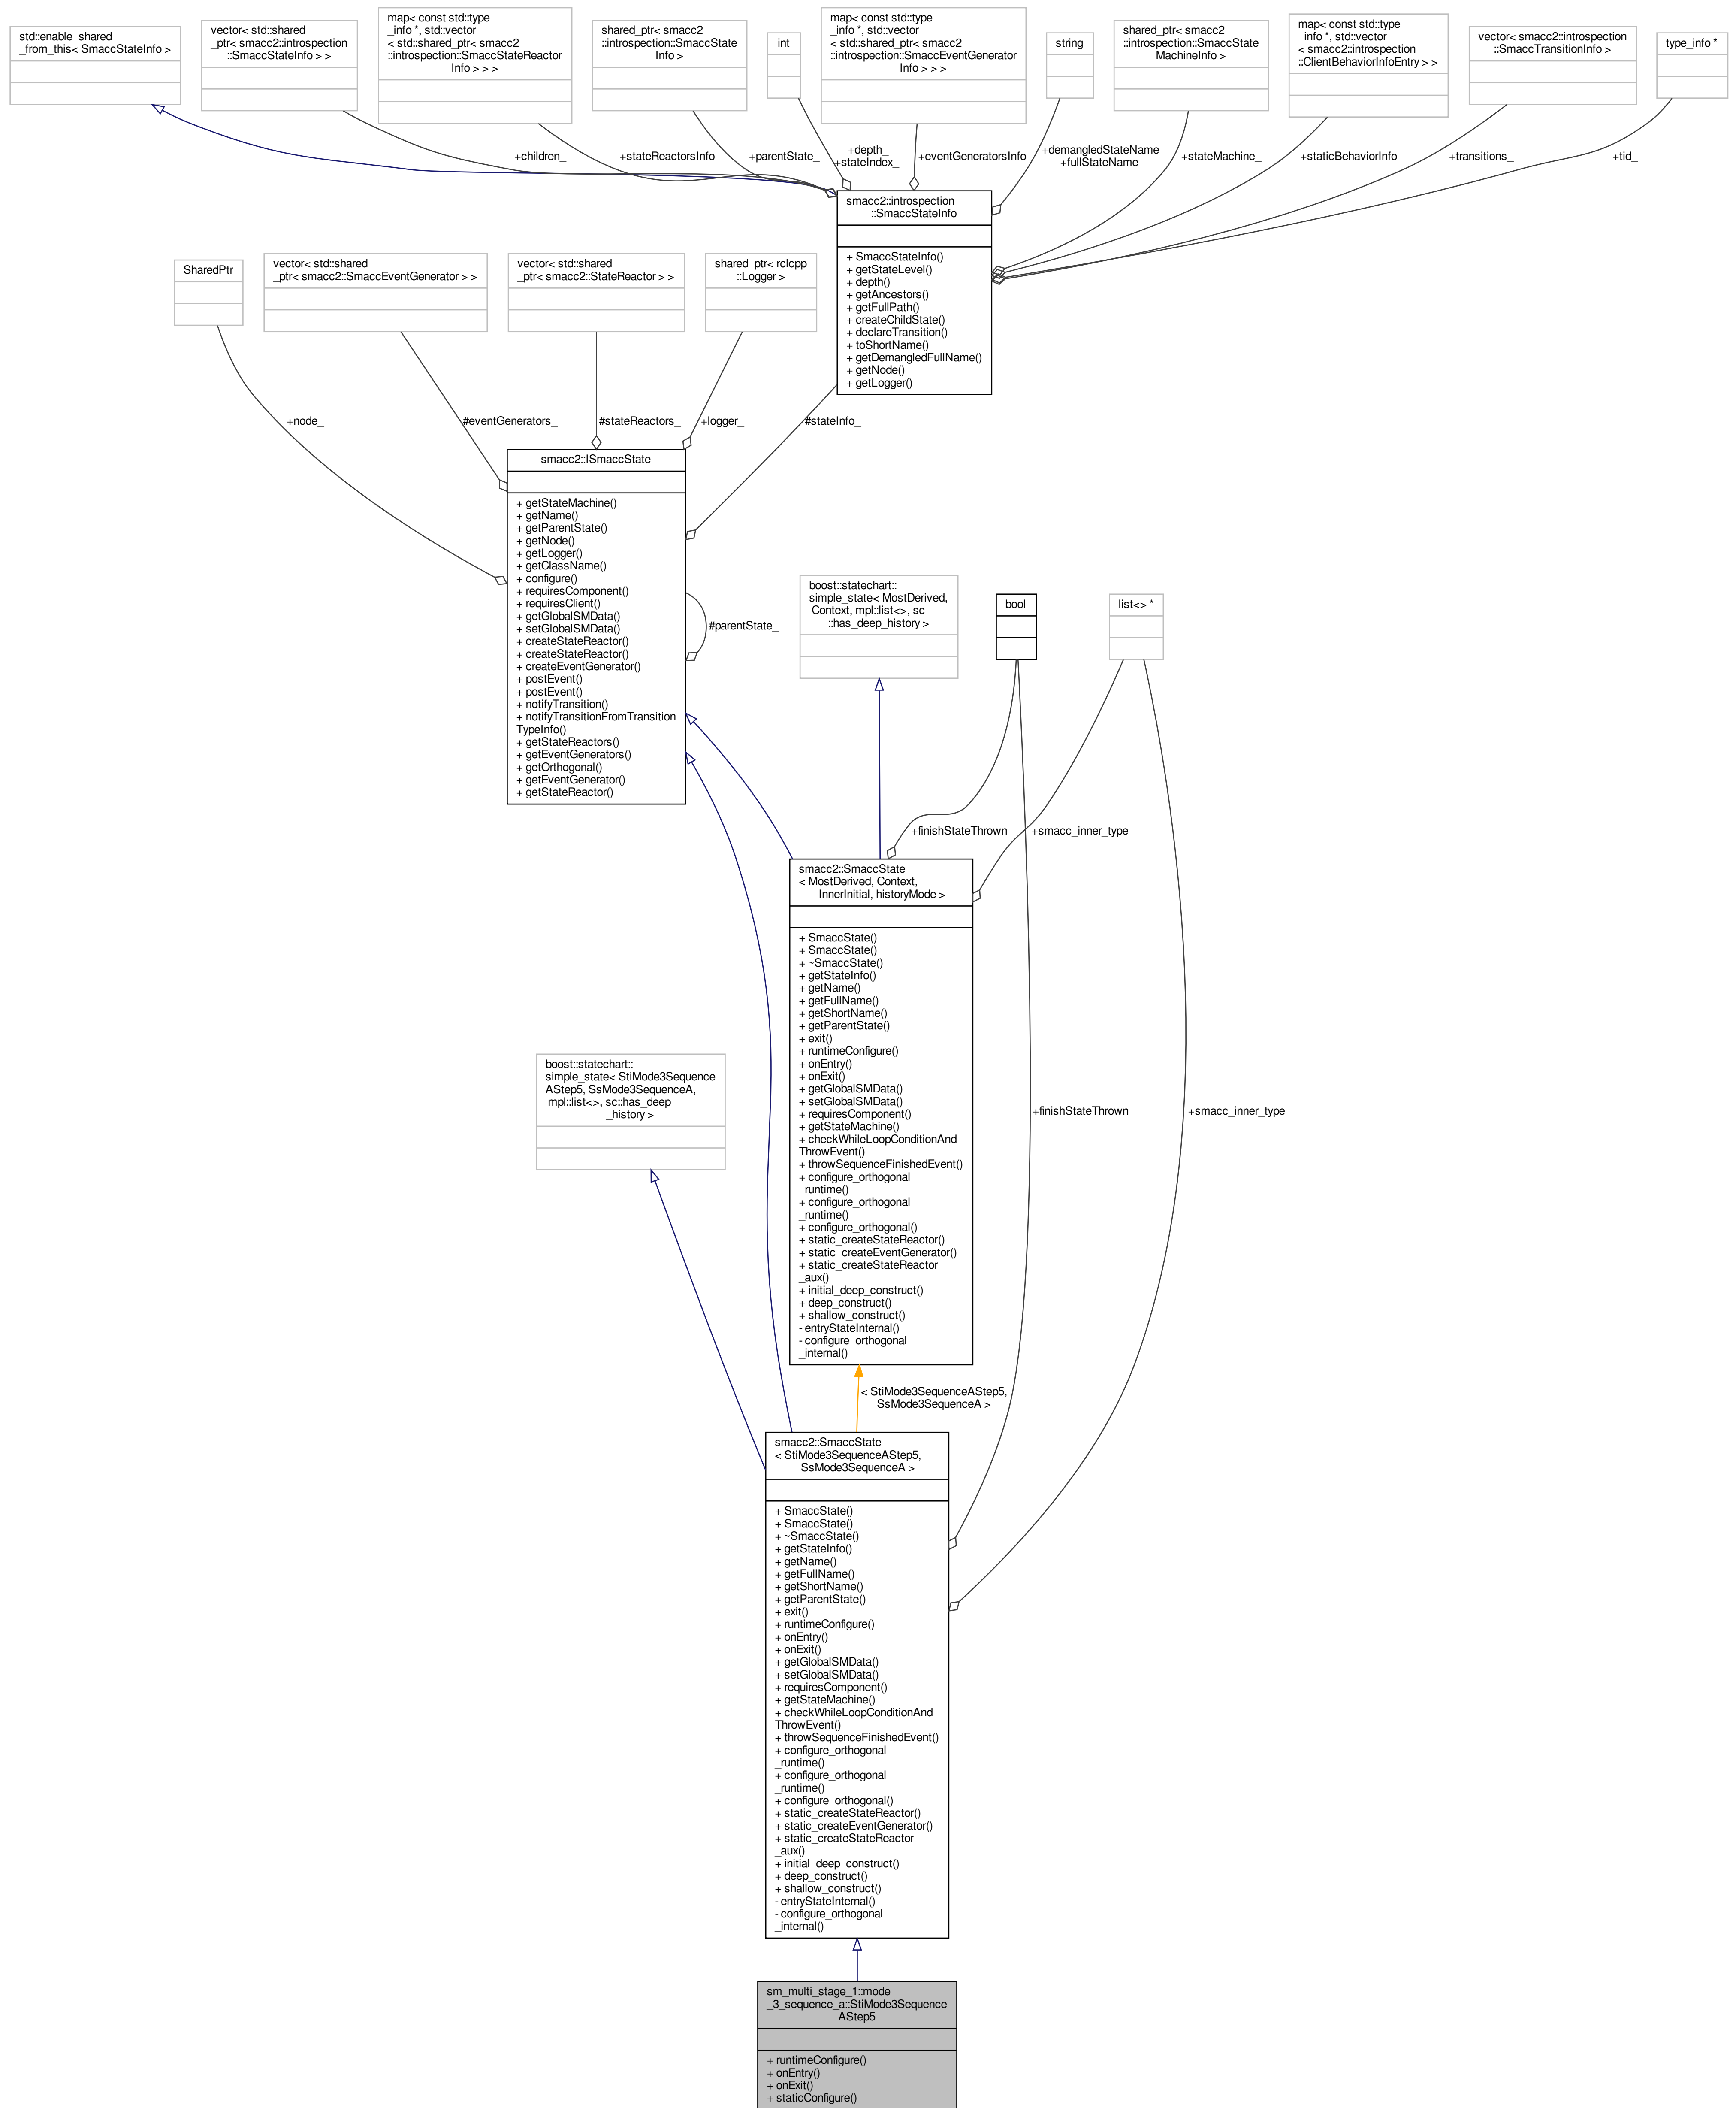 std::enable_shared
_from_this< SmaccStateInfo >
vector< std::shared
_ptr< smacc2::introspection
::SmaccStateInfo > >
map< const std::type
_info *, std::vector
< std::shared_ptr< smacc2
::introspection::SmaccStateReactor
Info > > >
shared_ptr< smacc2
::introspection::SmaccState
Info >
int
map< const std::type
_info *, std::vector
< std::shared_ptr< smacc2
::introspection::SmaccEventGenerator
Info > > >
string
shared_ptr< smacc2
::introspection::SmaccState
MachineInfo >
map< const std::type
_info *, std::vector
< smacc2::introspection
::ClientBehaviorInfoEntry > >
vector< smacc2::introspection
::SmaccTransitionInfo >
type_info *
+children_
+stateReactorsInfo
+parentState_
+depth_
+stateIndex_
+eventGeneratorsInfo
+demangledStateName
+fullStateName
+stateMachine_
+staticBehaviorInfo
+transitions_
+tid_
smacc2::introspection
::SmaccStateInfo
+ SmaccStateInfo()
+ getStateLevel()
+ depth()
+ getAncestors()
+ getFullPath()
+ createChildState()
+ declareTransition()
+ toShortName()
+ getDemangledFullName()
+ getNode()
+ getLogger()
SharedPtr
vector< std::shared
_ptr< smacc2::SmaccEventGenerator > >
vector< std::shared
_ptr< smacc2::StateReactor > >
shared_ptr< rclcpp
::Logger >
+node_
#eventGenerators_
#stateReactors_
+logger_
#stateInfo_
smacc2::ISmaccState
+ getStateMachine()
+ getName()
+ getParentState()
+ getNode()
+ getLogger()
+ getClassName()
+ configure()
+ requiresComponent()
+ requiresClient()
+ getGlobalSMData()
+ setGlobalSMData()
+ createStateReactor()
+ createStateReactor()
+ createEventGenerator()
+ postEvent()
+ postEvent()
+ notifyTransition()
+ notifyTransitionFromTransition
TypeInfo()
+ getStateReactors()
+ getEventGenerators()
+ getOrthogonal()
+ getEventGenerator()
+ getStateReactor()
#parentState_
boost::statechart::
simple_state< MostDerived,
Context, mpl::list<>, sc
::has_deep_history >
bool
list<> *
+finishStateThrown
+smacc_inner_type
smacc2::SmaccState
< MostDerived, Context,
InnerInitial, historyMode >
+ SmaccState()
+ SmaccState()
+ ~SmaccState()
+ getStateInfo()
+ getName()
+ getFullName()
+ getShortName()
+ getParentState()
+ exit()
+ runtimeConfigure()
+ onEntry()
+ onExit()
+ getGlobalSMData()
+ setGlobalSMData()
+ requiresComponent()
+ getStateMachine()
+ checkWhileLoopConditionAnd
ThrowEvent()
+ throwSequenceFinishedEvent()
+ configure_orthogonal
_runtime()
+ configure_orthogonal
_runtime()
+ configure_orthogonal()
+ static_createStateReactor()
+ static_createEventGenerator()
+ static_createStateReactor
_aux()
+ initial_deep_construct()
+ deep_construct()
+ shallow_construct()
- entryStateInternal()
- configure_orthogonal
_internal()
boost::statechart::
simple_state< StiMode3Sequence
AStep5, SsMode3SequenceA,
mpl::list<>, sc::has_deep
_history >
+finishStateThrown
+smacc_inner_type
< StiMode3SequenceAStep5,
SsMode3SequenceA >
smacc2::SmaccState
< StiMode3SequenceAStep5,
SsMode3SequenceA >
+ SmaccState()
+ SmaccState()
+ ~SmaccState()
+ getStateInfo()
+ getName()
+ getFullName()
+ getShortName()
+ getParentState()
+ exit()
+ runtimeConfigure()
+ onEntry()
+ onExit()
+ getGlobalSMData()
+ setGlobalSMData()
+ requiresComponent()
+ getStateMachine()
+ checkWhileLoopConditionAnd
ThrowEvent()
+ throwSequenceFinishedEvent()
+ configure_orthogonal
_runtime()
+ configure_orthogonal
_runtime()
+ configure_orthogonal()
+ static_createStateReactor()
+ static_createEventGenerator()
+ static_createStateReactor
_aux()
+ initial_deep_construct()
+ deep_construct()
+ shallow_construct()
- entryStateInternal()
- configure_orthogonal
_internal()
sm_multi_stage_1::mode
_3_sequence_a::StiMode3Sequence
AStep5
+ runtimeConfigure()
+ onEntry()
+ onExit()
+ staticConfigure()